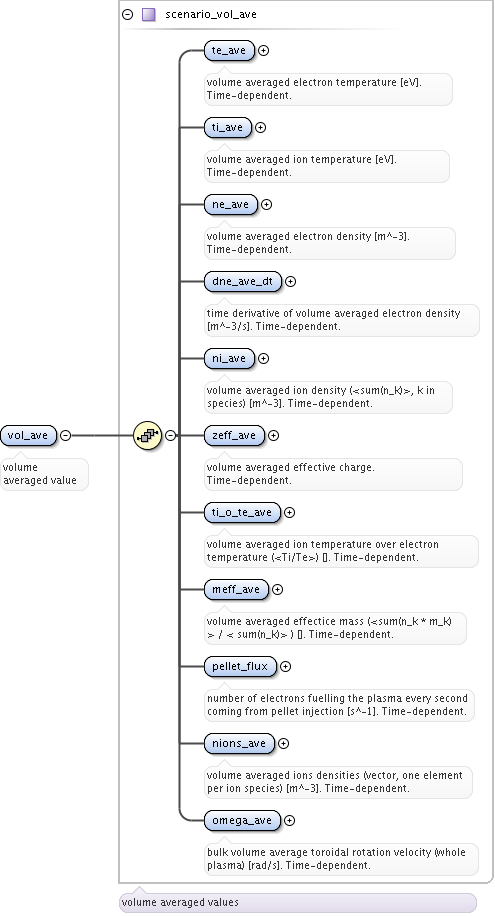 scenario_vol_ave
te_ave
volume averaged electron temperature [eV].
Time-dependent.
ti_ave
volume averaged ion temperature [eV].
Time-dependent.
ne_ave
volume averaged electron density [m^-3].
Time-dependent.
dne_ave_dt
time derivative of volume averaged electron density
[m^-3/s]. Time-dependent.
ni_ave
volume averaged ion density (<sum(n_k)>, k in
species) [m^-3]. Time-dependent.
vol_ave
volume
averaged value
zeff_ave
volume averaged effective charge.
Time-dependent.
ti_o_te_ave
volume averaged ion temperature over electron
temperature (<Ti/Te>) []. Time-dependent.
meff_ave
volume averaged effectice mass (<sum(n_k * m_k)
> / < sum(n_k)> ) []. Time-dependent.
pellet_flux
number of electrons fuelling the plasma every second
coming from pellet injection [s^-1]. Time-dependent.
nions_ave
volume averaged ions densities (vector, one element
per ion species) [m^-3]. Time-dependent.
omega_ave
bulk volume average toroidal rotation velocity (whole
plasma) [rad/s]. Time-dependent.
volume averaged values